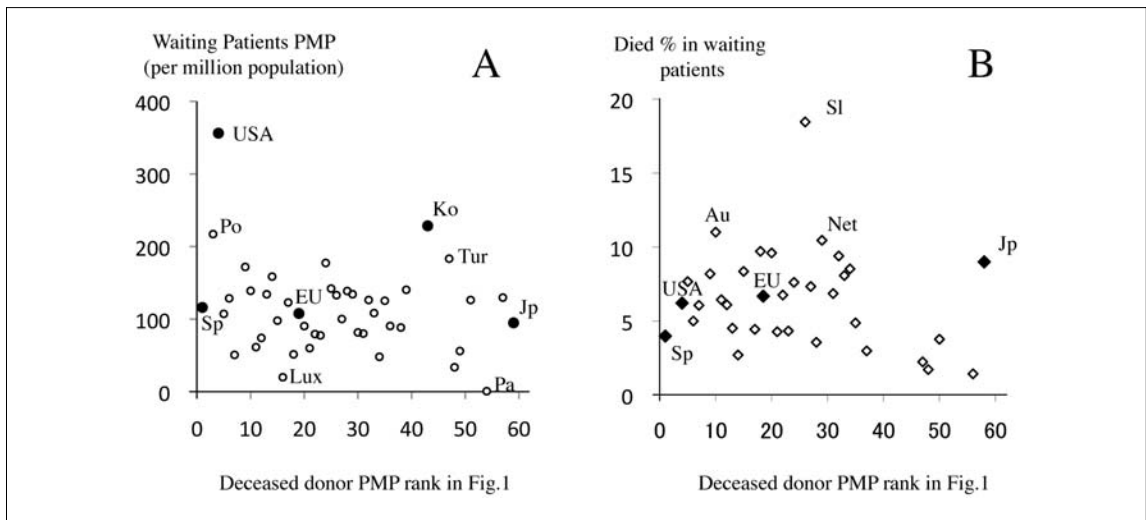 Waiting Patients PMP
(per million population)
A
400
300
200
100
0
USA
Po
Ko
Tur
EU
Sp
Jp
Lux
Pa
0 10 20 30 40 50 60
Deceased donor PMP rank in Fig.1
Died % in waiting
patients
B
20
15
10
5
0
Sl
Au
Net
Jp
USA
EU
Sp
0 10 20 30 40 50 60
Deceased donor PMP rank in Fig.1